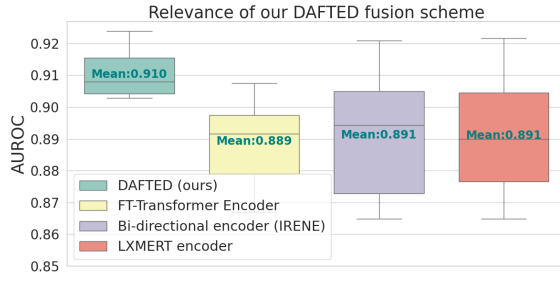 Relevance of our DAFTED fusion scheme
AUROC
0.92
0.91
0.90
0.89
0.88
0.87
0.86
0.85
Mean:0.910
Mean:0.889
Mean:0.891
Mean:0.891
DAFTED (ours)
FT-Transformer Encoder
Bi-directional encoder (IRENE)
LXMERT encoder